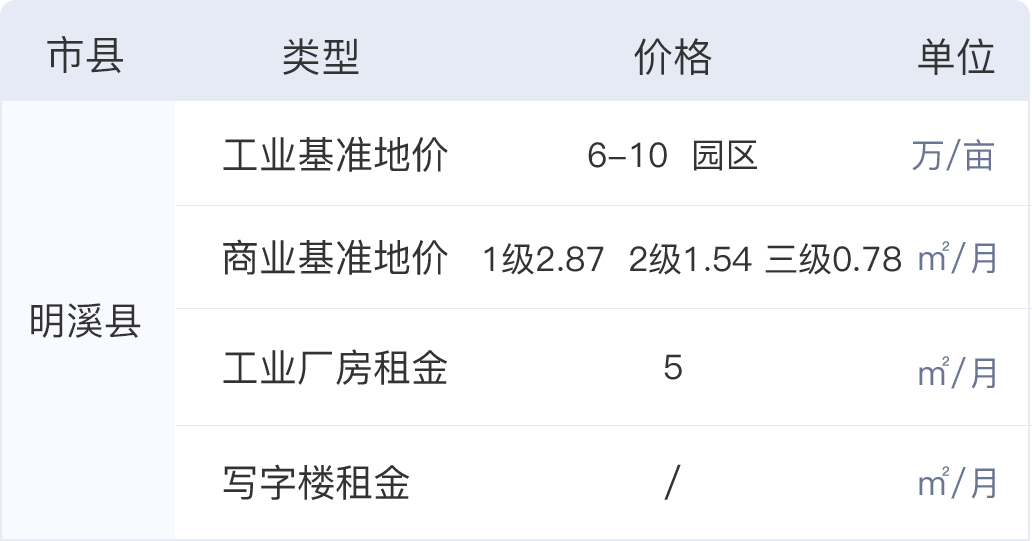 市县 类型 价格 单位
工业基准地价 6-10 园区 万/亩
商业基准地价 1级2.87 2级1.54 三级0.78 ㎡/月
明溪县
工业厂房租金 5 ㎡/月
写字楼租金 / ㎡/月